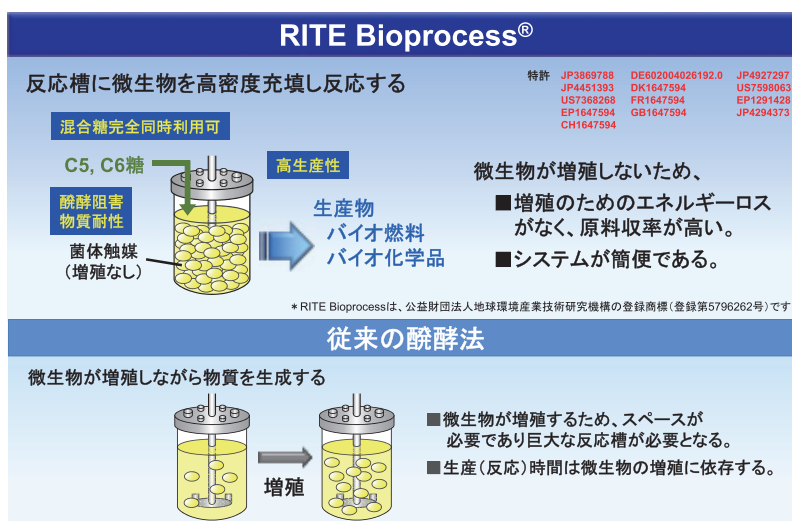 RITE Bioprocess®
反応槽に微生物を高密度充填し反応する
特許 JP3869788 DE602004026192.0 JP4927297
JP4451393 DK1647594 US7598063
US7368268 FR1647594 EP1291428
EP1647594 GB1647594 JP4294373
CH1647594
混合糖完全同時利用可
C5, C6糖
高生産性
醗酵阻害
物質耐性
菌体触媒
（増殖なし）
生産物
バイオ燃料
バイオ化学品
微生物が増殖しないため、
■増殖のためのエネルギーロス
がなく、原料収率が高い。
■システムが簡便である。
＊RITE Bioprocessは、公益財団法人地球環境産業技術研究機構の登録商標（登録第5796262号）です
従来の醗酵法
微生物が増殖しながら物質を生成する
増殖
■微生物が増殖するため、スペースが
必要であり巨大な反応槽が必要となる。
■生産（反応）時間は微生物の増殖に依存する。